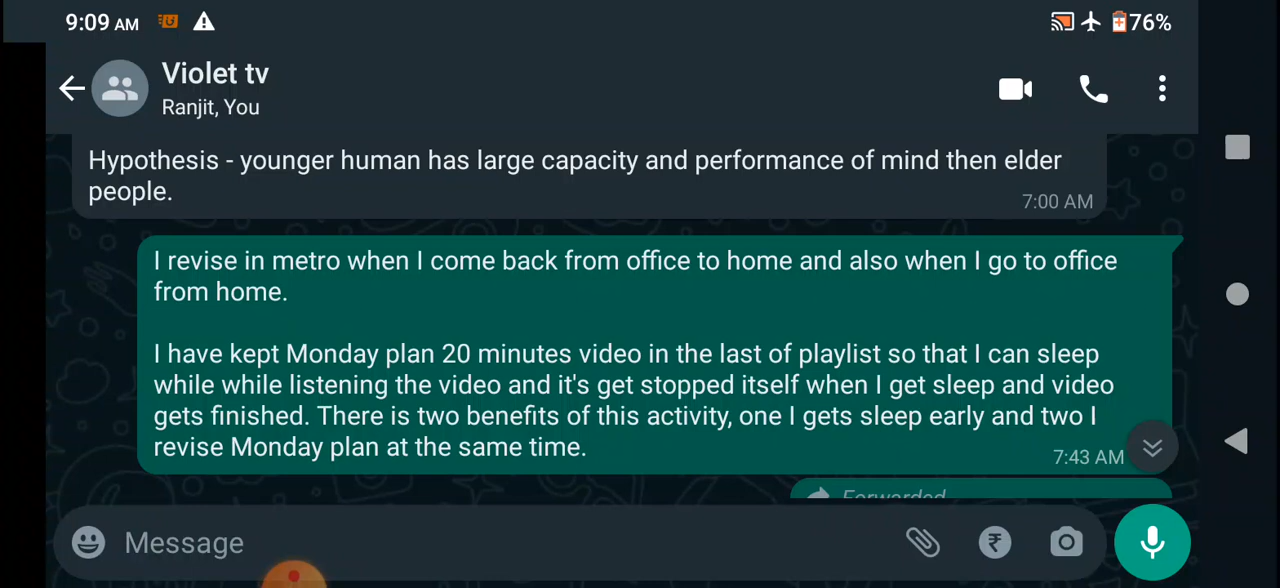 9:09 AM
76%
Violet tv
Ranjit, You
Hypothesis - younger human has large capacity and performance of mind then elder
people.
7:00 AM
I revise in metro when I come back from office to home and also when I go to office
from home.
I have kept Monday plan 20 minutes video in the last of playlist so that I can sleep
while while listening the video and it's get stopped itself when I get sleep and video
gets finished. There is two benefits of this activity, one I gets sleep early and two I
revise Monday plan at the same time.
7:43 AM
Forwarded
Message